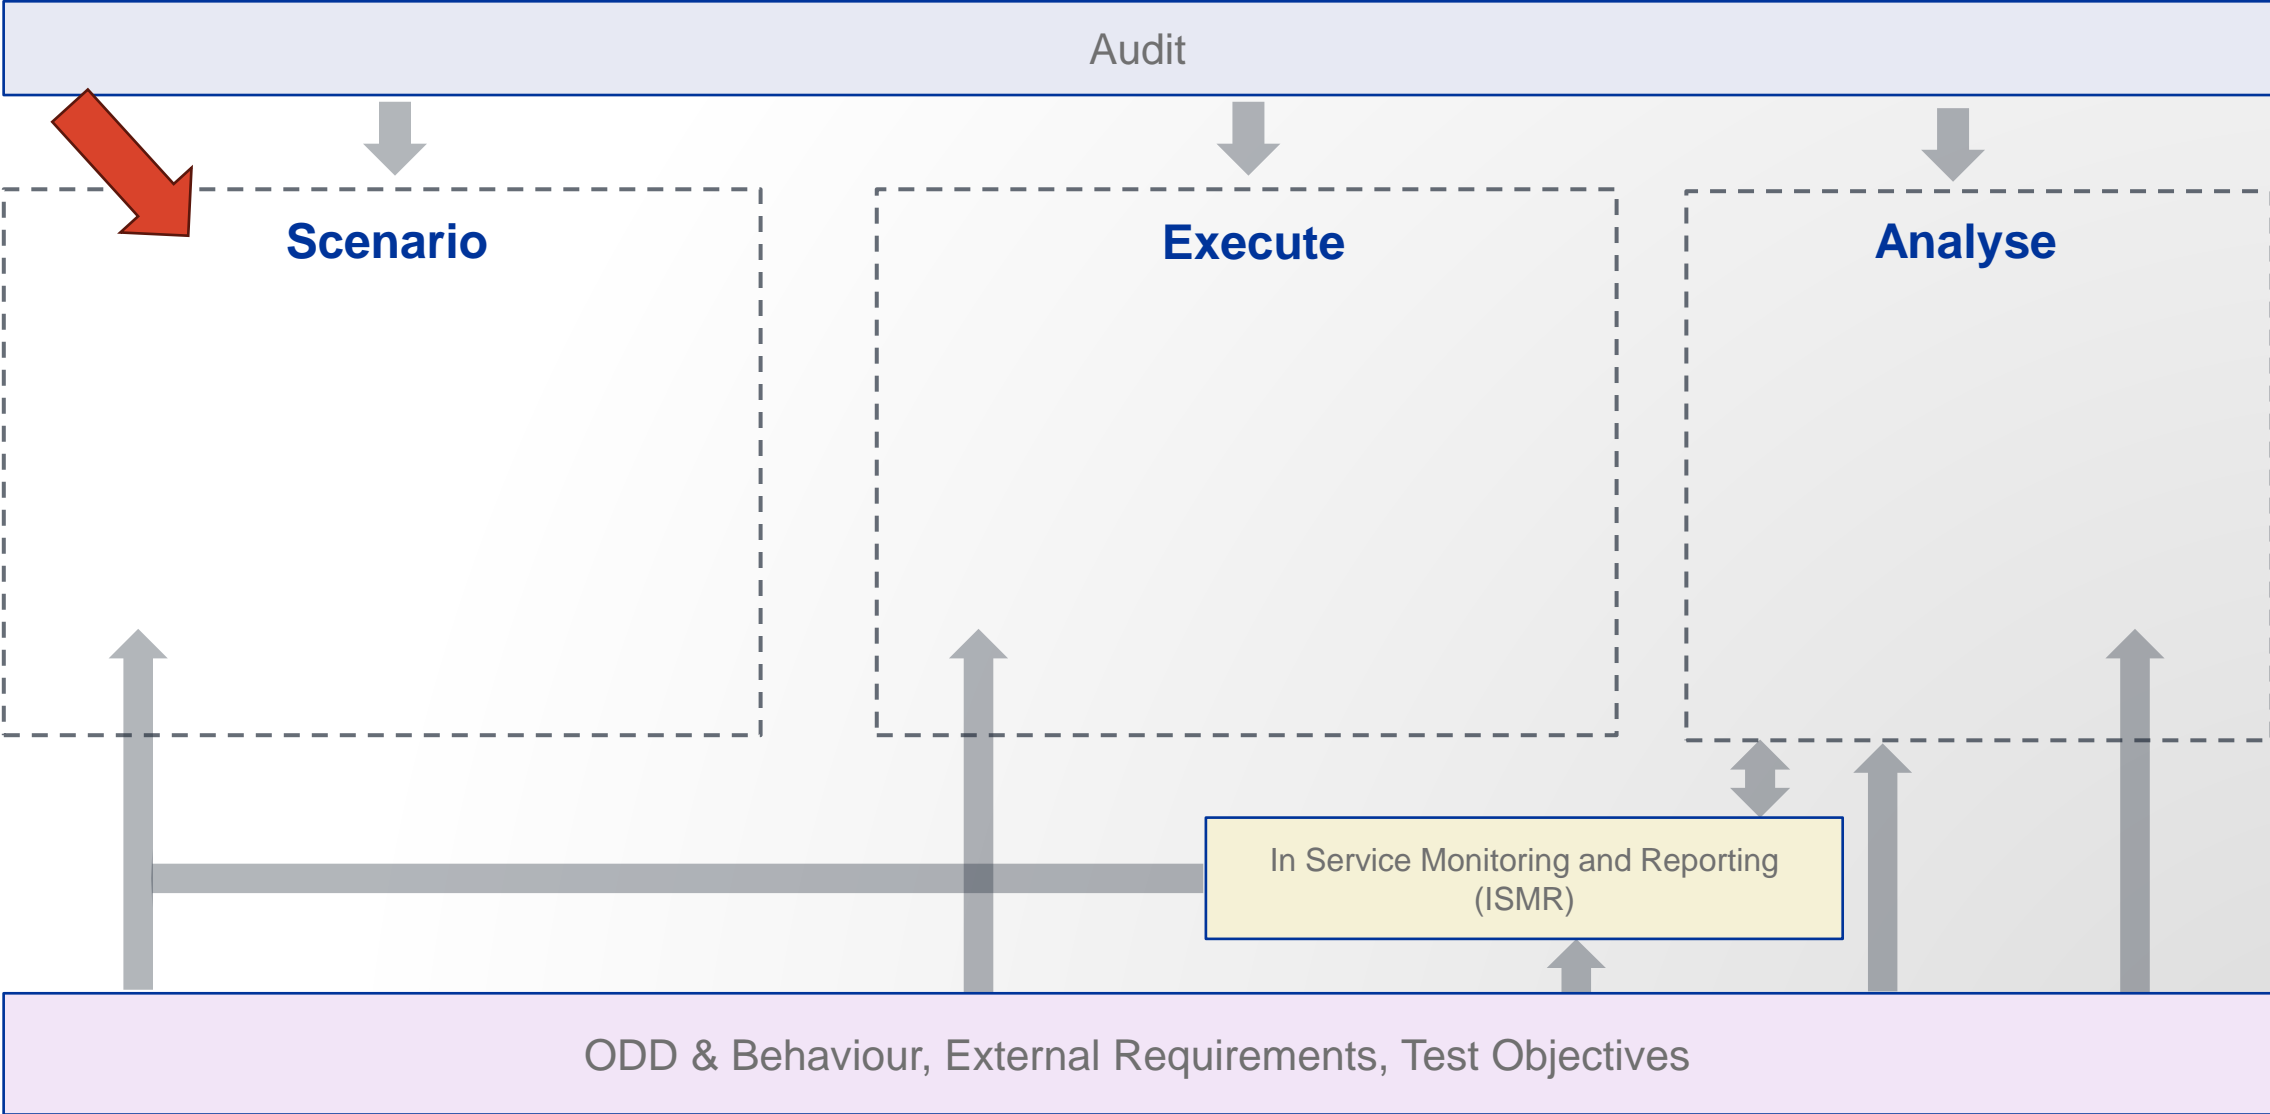 Audit
Scenario
Execute
Analyse
In Service Monitoring and Reporting
(ISMR)
ODD & Behaviour, External Requirements, Test Objectives